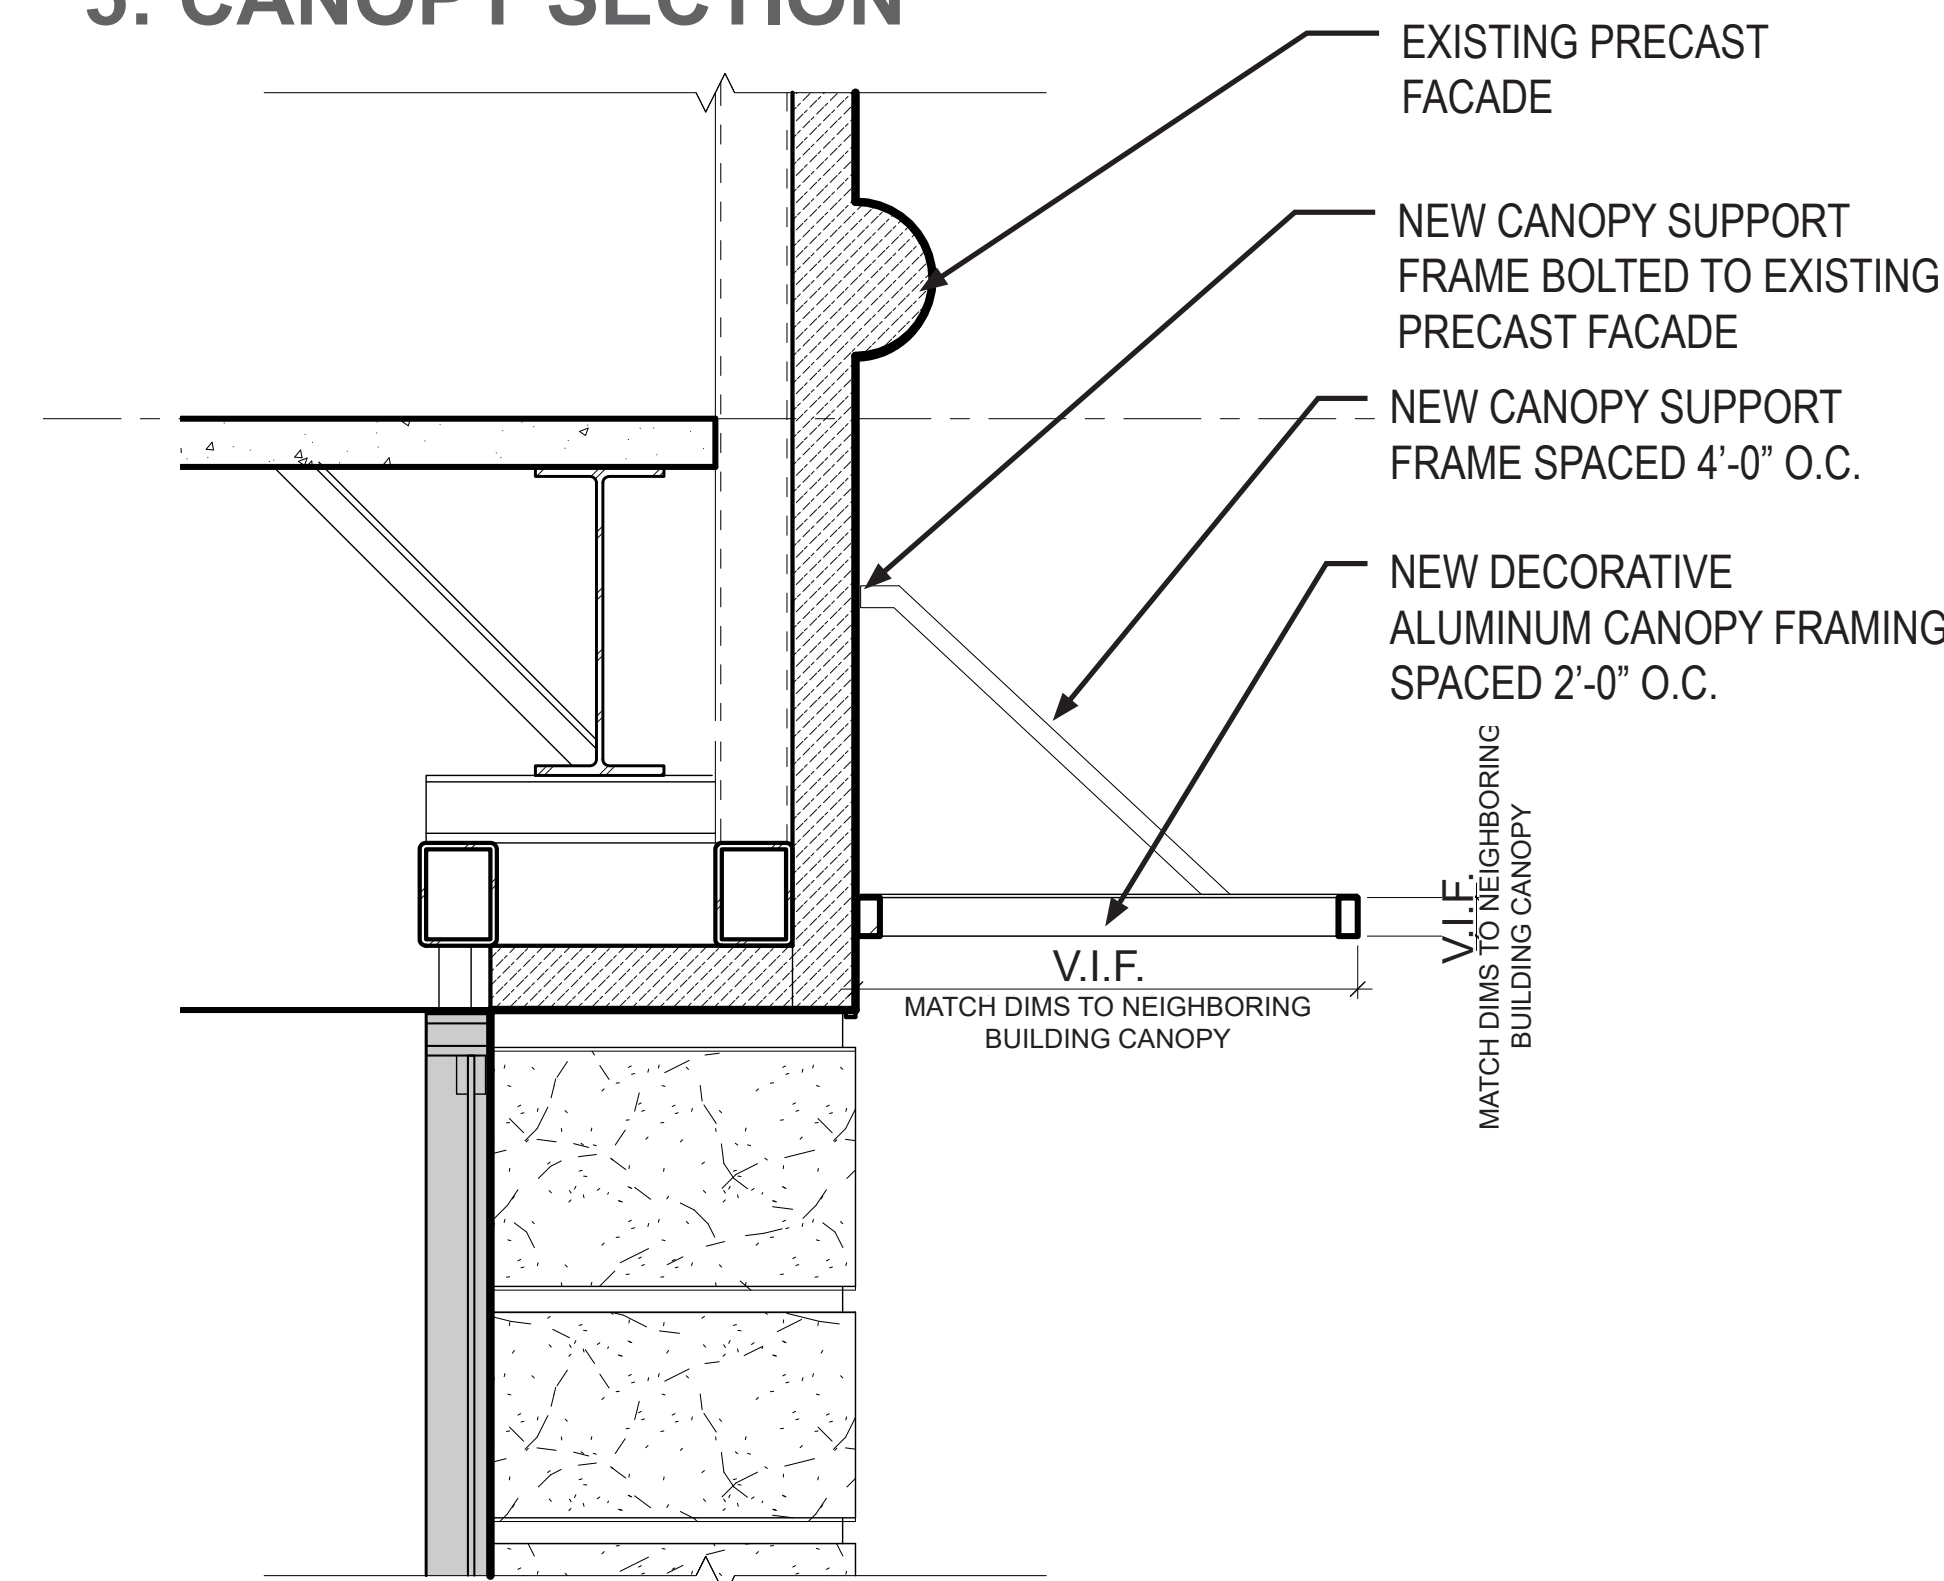 3. CANOPY SECTION
EXISTING PRECAST
FACADE
NEW CANOPY SUPPORT
FRAME BOLTED TO EXISTING
PRECAST FACADE
NEW CANOPY SUPPORT
FRAME SPACED 4'-0” O.C.
NEW DECORATIVE
ALUMINUM CANOPY FRAMING
SPACED 2'-0” O.C.
V.I.F.
MATCH DIMS TO NEIGHBORING
BUILDING CANOPY
V.I.F.
MATCH DIMS TO NEIGHBORING
BUILDING CANOPY